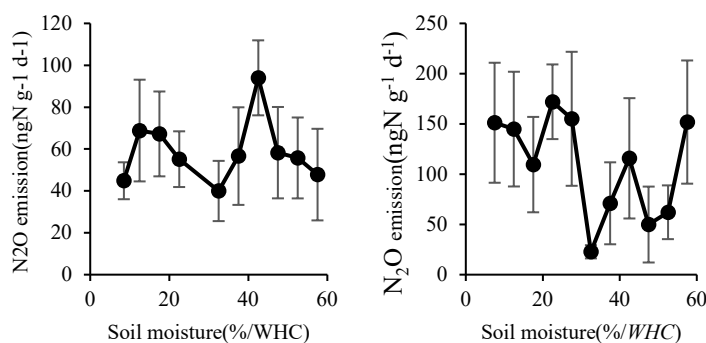 N2O emission(ngN g-1 d-1)
120
100
80
60
40
20
0
0 20 40 60
Soil moisture(%/WHC)
N₂O emission(ngN g⁻¹ d⁻¹)
250
200
150
100
50
0
0 20 40 60
Soil moisture(%/WHC)